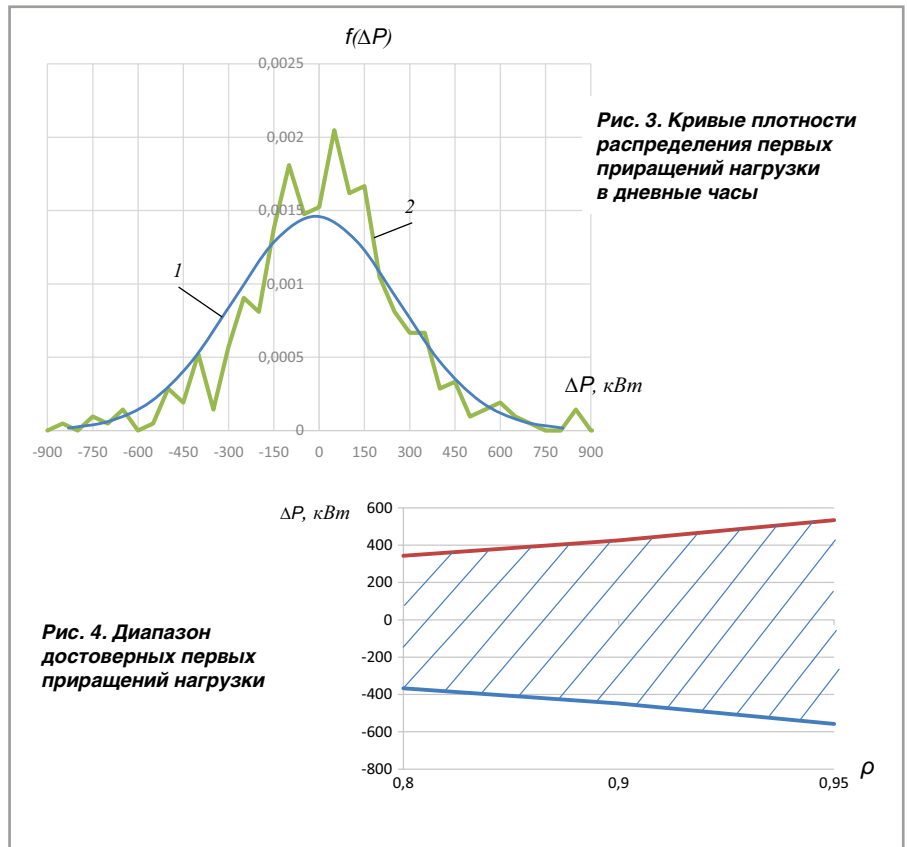 f(ΔP)
0,0025
0,002
0,0015
0,001
0,0005
0
1
2
ΔP, кВт
-900 -750 -600 -450 -300 -150 0 150 300 450 600 750 900
Рис. 3. Кривые плотности
распределения первых
приращений нагрузки
в дневные часы
ΔP, кВт
600
400
200
0
-200
-400
-600
-800
0,8 0,9 0,95
ρ
Рис. 4. Диапазон
достоверных первых
приращений нагрузки